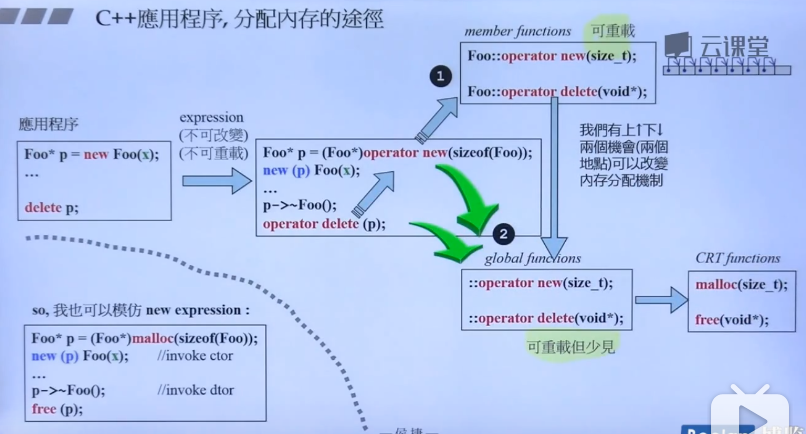 C++應用程序, 分配內存的途徑
member functions 可重載
云课堂
❶
Foo::operator new(size_t);
Foo::operator delete(void*);
應用程序
Foo* p = new Foo(x);
...
delete p;
expression
(不可改變)
(不可重載)
Foo* p = (Foo*)operator new(sizeof(Foo));
new (p) Foo(x);
...
p->~Foo();
operator delete (p);
我們有上↑下↓
兩個機會(兩個
地點)可以改變
內存分配機制
❷
global functions
::operator new(size_t);
::operator delete(void*);
可重載但少見
CRT functions
malloc(size_t);
free(void*);
so, 我也可以模仿 new expression :
Foo* p = (Foo*)malloc(sizeof(Foo));
new (p) Foo(x); //invoke ctor
...
p->~Foo(); //invoke dtor
free (p);
— 侯捷 —